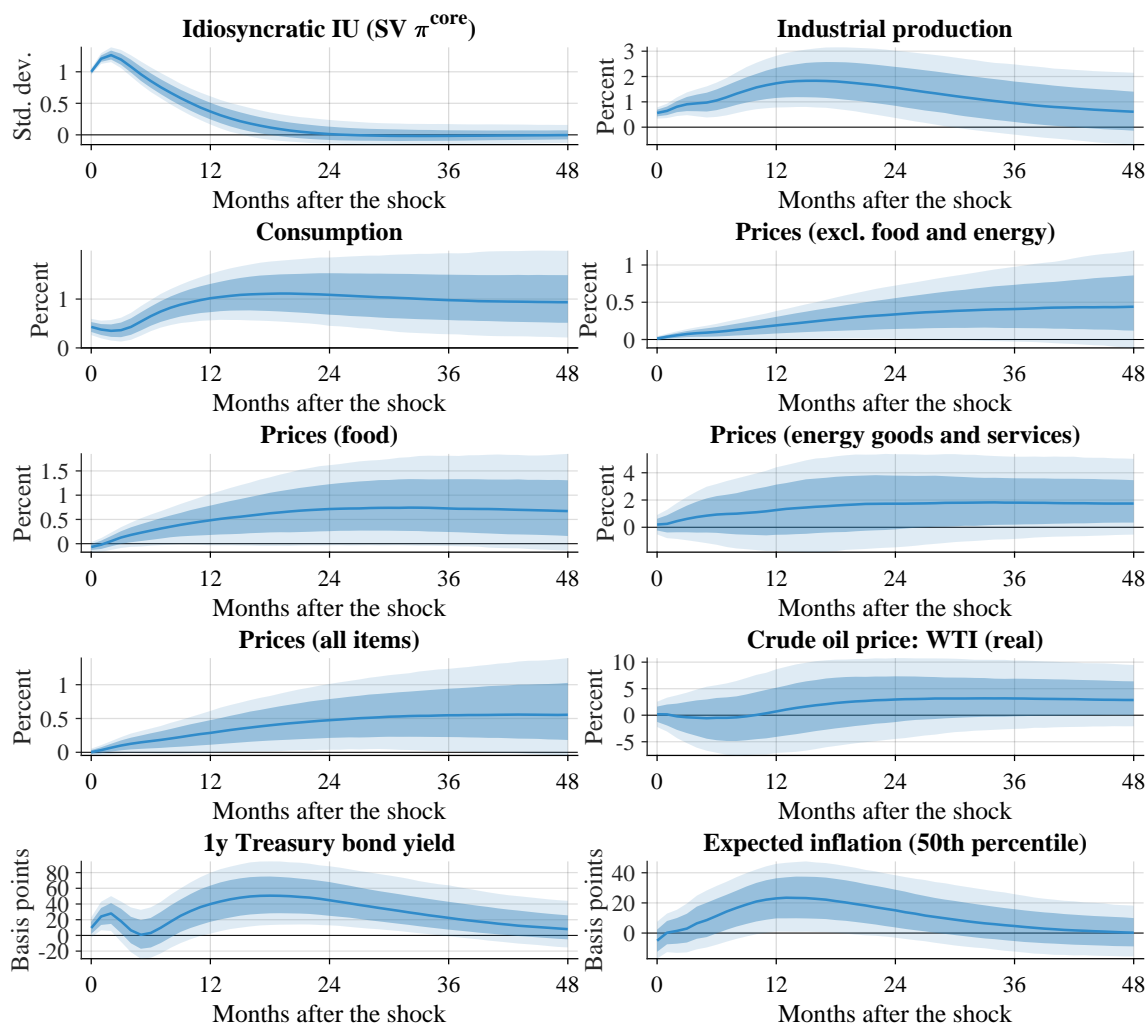 Idiosyncratic IU (SV π^core)
Std. dev.
1
0.5
0
0 12 24 36 48
Months after the shock
Industrial production
Percent
3
2
1
0
0 12 24 36 48
Months after the shock
Consumption
Percent
1
0
0 12 24 36 48
Months after the shock
Prices (excl. food and energy)
Percent
1
0.5
0
0 12 24 36 48
Months after the shock
Prices (food)
Percent
1.5
1
0.5
0
0 12 24 36 48
Months after the shock
Prices (energy goods and services)
Percent
4
2
0
0 12 24 36 48
Months after the shock
Prices (all items)
Percent
1
0.5
0
0 12 24 36 48
Months after the shock
Crude oil price: WTI (real)
Percent
10
5
0
-5
0 12 24 36 48
Months after the shock
1y Treasury bond yield
Basis points
80
60
40
20
0
-20
0 12 24 36 48
Months after the shock
Expected inflation (50th percentile)
Basis points
40
20
0
0 12 24 36 48
Months after the shock